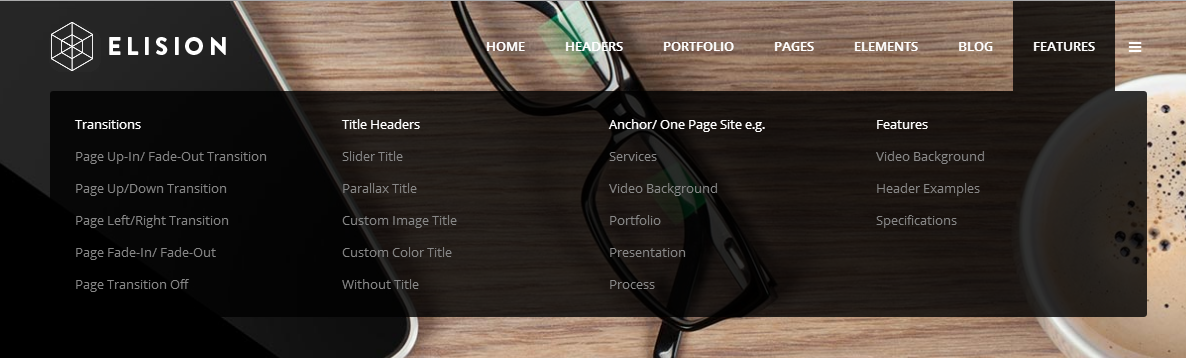 ELISION
HOME HEADERS PORTFOLIO PAGES ELEMENTS BLOG FEATURES
Transitions
Page Up-In/ Fade-Out Transition
Page Up/Down Transition
Page Left/Right Transition
Page Fade-In/ Fade-Out
Page Transition Off
Title Headers
Slider Title
Parallax Title
Custom Image Title
Custom Color Title
Without Title
Anchor/ One Page Site e.g.
Services
Video Background
Portfolio
Presentation
Process
Features
Video Background
Header Examples
Specifications